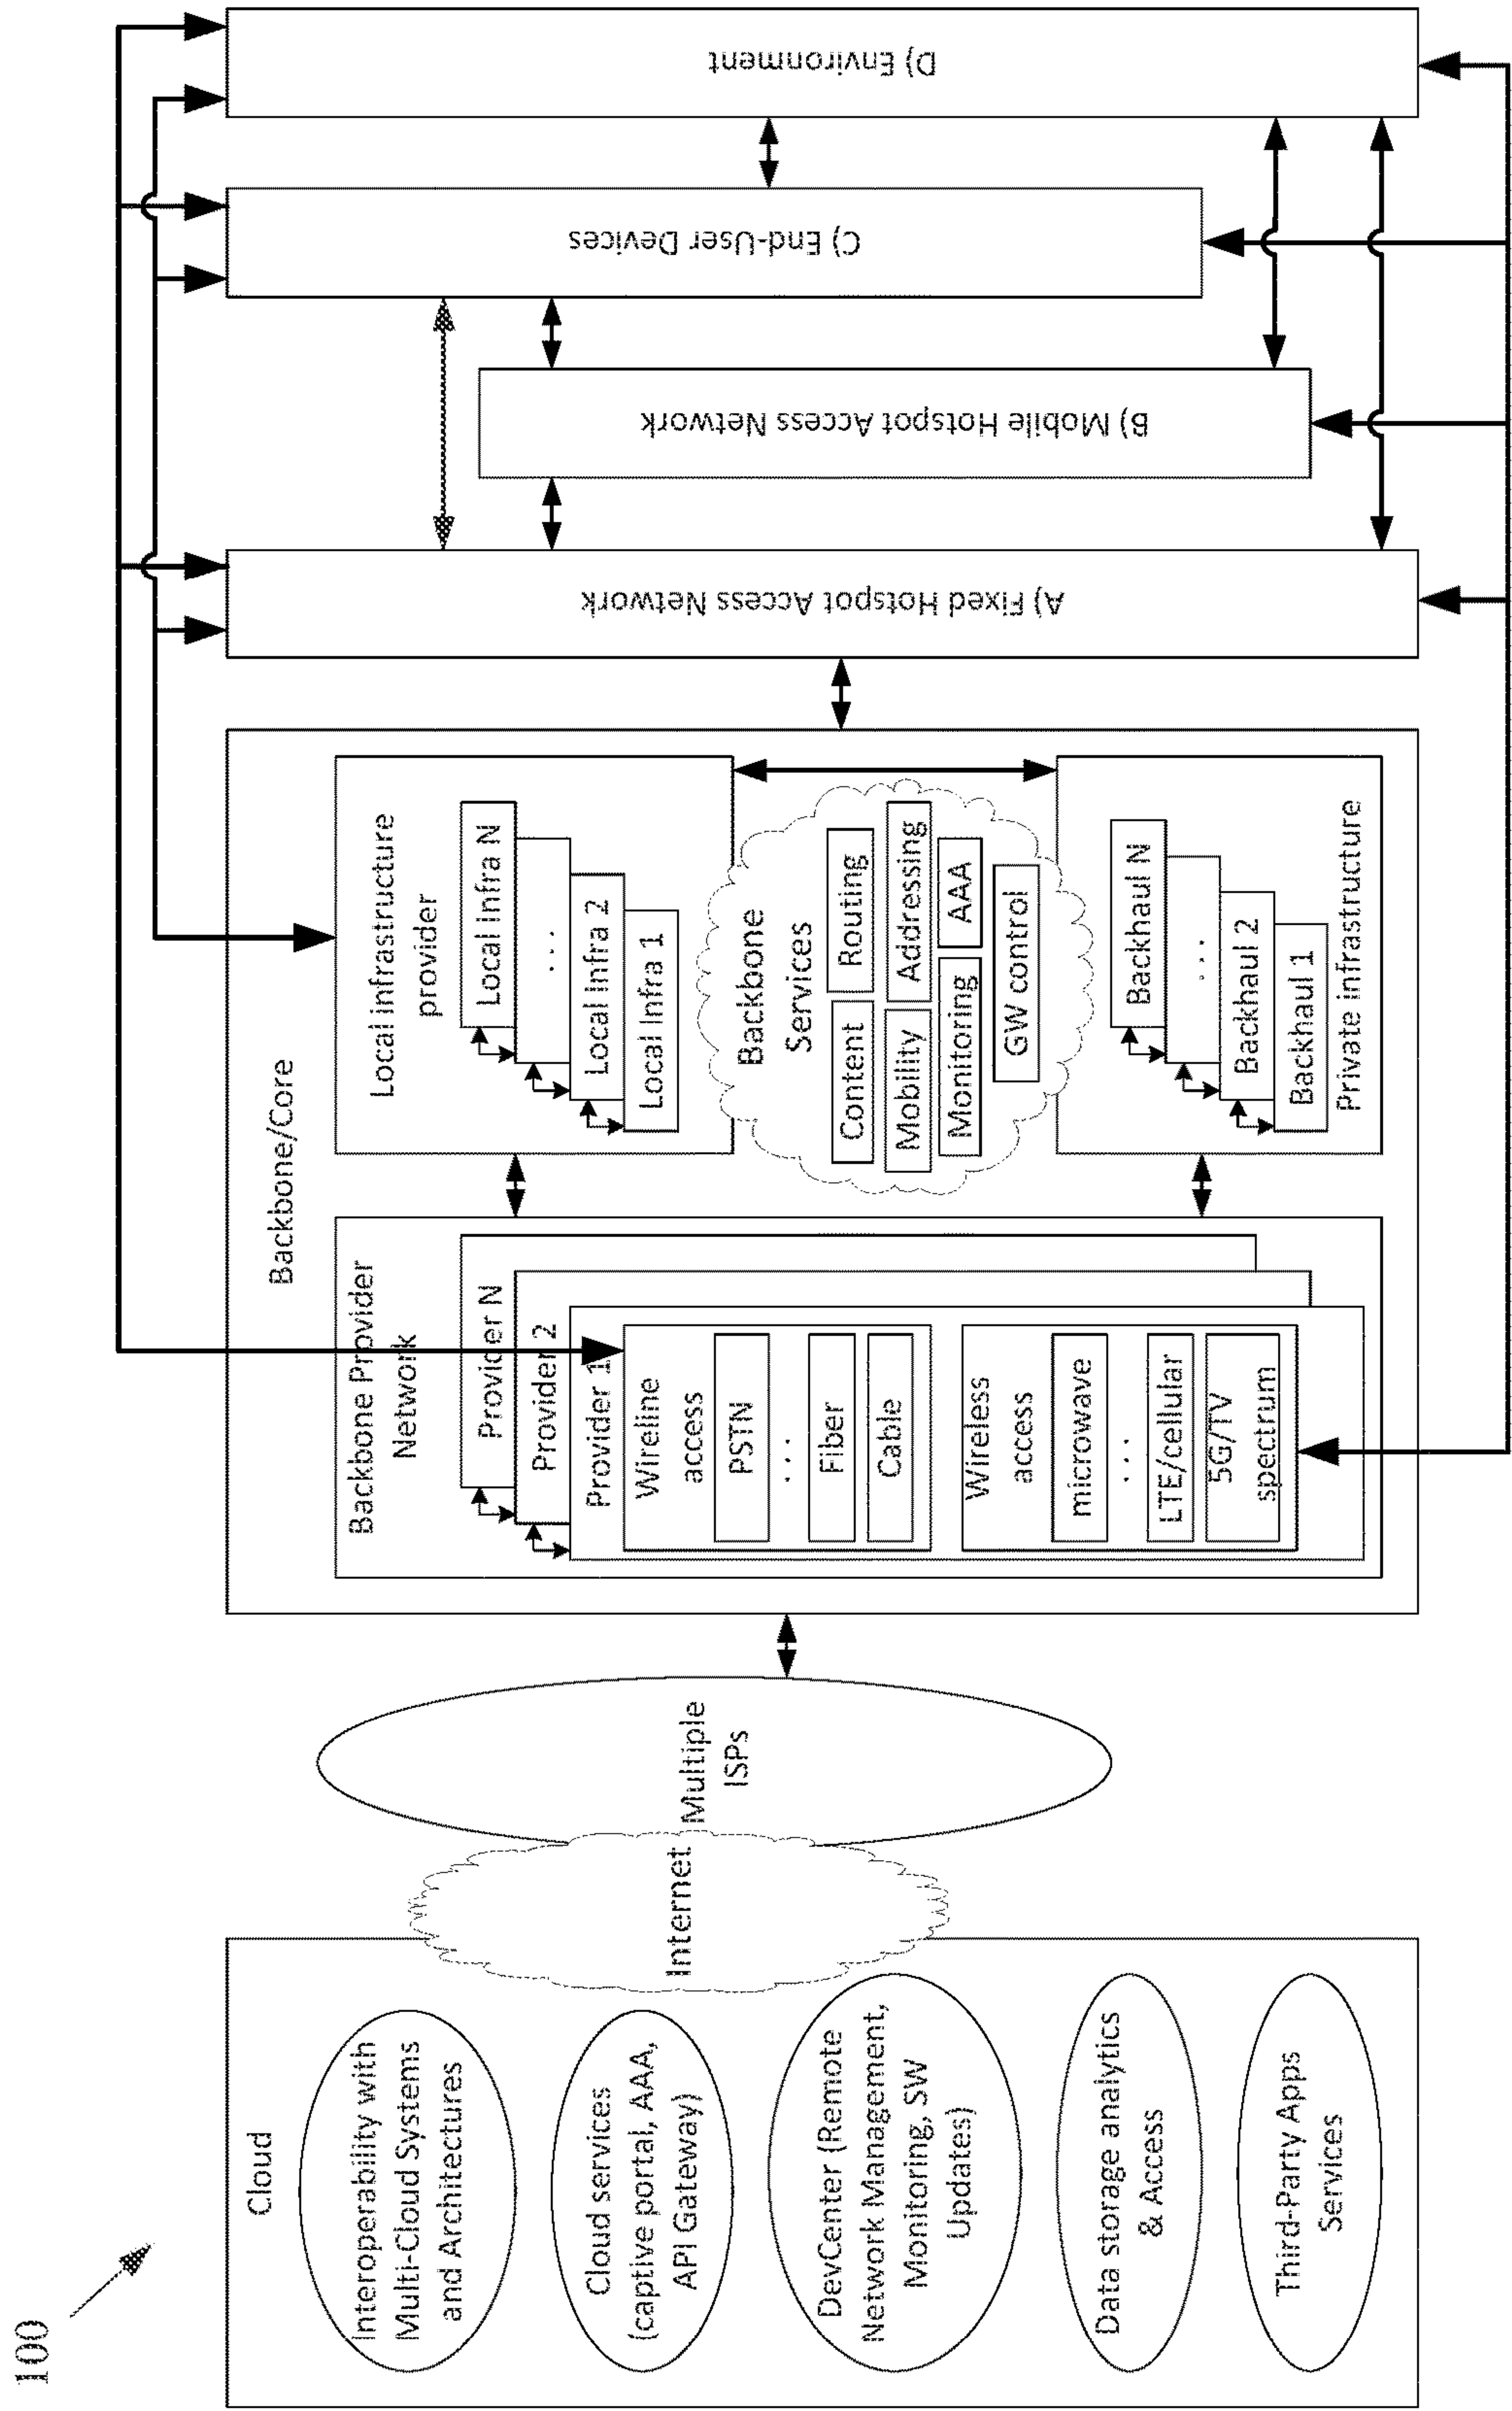 100
Cloud
Interoperability with
Multi-Cloud Systems
and Architectures
Cloud services
(captive portal, AAA,
API Gateway)
DevCenter (Remote
Network Management,
Monitoring, SW
Updates)
Data storage analytics
& Access
Third-Party Apps
Services
Internet
Multiple
ISPs
Backbone/Core
Backbone Provider
Network
Provider N
Provider 2
Provider 1
Wireline
access
PSTN
...
Fiber
Cable
Wireless
access
microwave
...
LTE/cellular
5G/TV
spectrum
Local infrastructure
provider
Local Infra N
...
Local Infra 2
Local Infra 1
Backbone
Services
Content
Routing
Mobility
Addressing
Monitoring
AAA
GW control
Backhaul N
...
Backhaul 2
Backhaul 1
Private infrastructure
A) Fixed Hotspot Access Network
B) Mobile Hotspot Access Network
C) End-User Devices
D) Environment